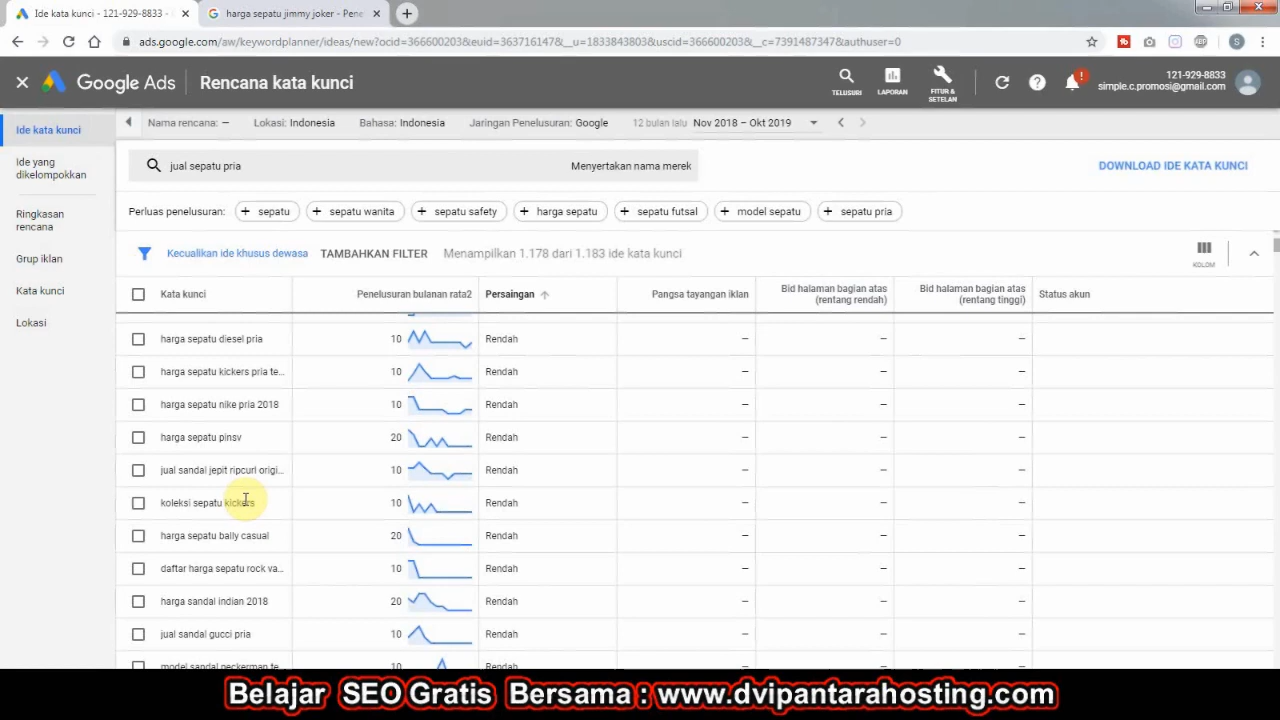 Ide kata kunci - 121-929-8833 -
harga sepatu jimmy joker - Pene
ads.google.com/aw/keywordplanner/ideas/new?ocid=366600203&euid=363716147&__u=1833843803&uscid=366600203&__c=7391487347&authuser=0
Google Ads
Rencana kata kunci
TELUSURI
LAPORAN
FITUR & SETELAN
121-929-8833
simple.c.promosi@gmail.com
Ide kata kunci
Ide yang
dikelompokkan
Ringkasan
rencana
Grup iklan
Kata kunci
Lokasi
Nama rencana: – Lokasi: Indonesia Bahasa: Indonesia Jaringan Penelusuran: Google 12 bulan lalu Nov 2018 – Okt 2019
jual sepatu pria Menyertakan nama merek
DOWNLOAD IDE KATA KUNCI
Perluas penelusuran: + sepatu + sepatu wanita + sepatu safety + harga sepatu + sepatu futsal + model sepatu + sepatu pria
Kecualikan ide khusus dewasa TAMBAHKAN FILTER Menampilkan 1.178 dari 1.183 ide kata kunci
KOLOM
Kata kunci Penelusuran bulanan rata2 Persaingan Pangsa tayangan iklan Bid halaman bagian atas (rentang rendah) Bid halaman bagian atas (rentang tinggi) Status akun
harga sepatu diesel pria 10 Rendah – – –
harga sepatu kickers pria te... 10 Rendah – – –
harga sepatu nike pria 2018 10 Rendah – – –
harga sepatu pinsv 20 Rendah – – –
jual sandal jepit ripcurl origi... 10 Rendah – – –
koleksi sepatu kickers 10 Rendah – – –
harga sepatu bally casual 20 Rendah – – –
daftar harga sepatu rock va... 10 Rendah – – –
harga sandal indian 2018 20 Rendah – – –
jual sandal gucci pria 10 Rendah – – –
model sandal neckerman te... 10 Rendah – – –
Belajar SEO Gratis Bersama : www.dvipantarahosting.com